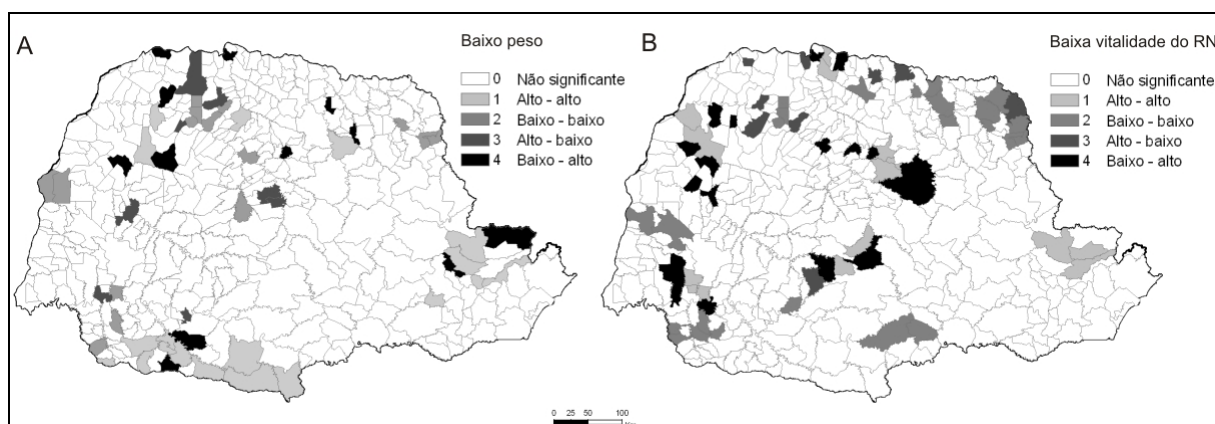 A
Baixo peso
0 Não significante
1 Alto - alto
2 Baixo - baixo
3 Alto - baixo
4 Baixo - alto
B
Baixa vitalidade do RN
0 Não significante
1 Alto - alto
2 Baixo - baixo
3 Alto - baixo
4 Baixo - alto
0 25 50 100